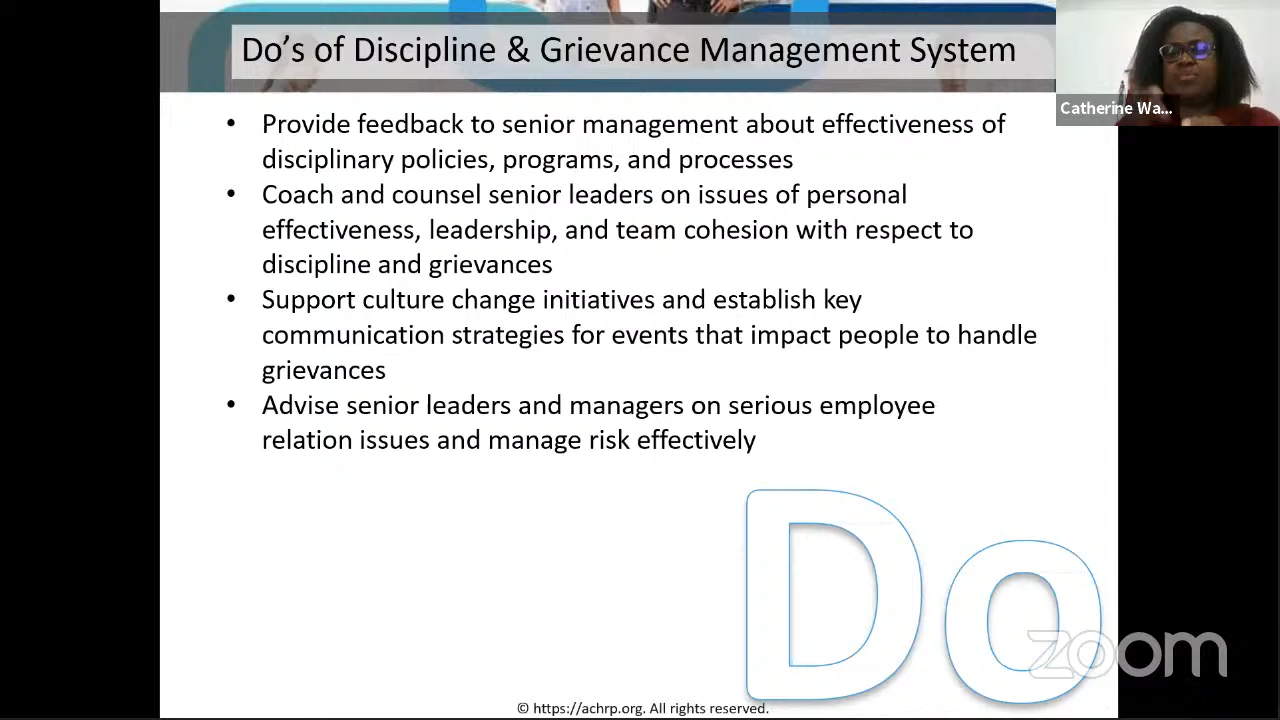 Do’s of Discipline & Grievance Management System
Catherine Wa...
• Provide feedback to senior management about effectiveness of
disciplinary policies, programs, and processes
• Coach and counsel senior leaders on issues of personal
effectiveness, leadership, and team cohesion with respect to
discipline and grievances
• Support culture change initiatives and establish key
communication strategies for events that impact people to handle
grievances
• Advise senior leaders and managers on serious employee
relation issues and manage risk effectively
Do
zoom
© https://achrp.org. All rights reserved.